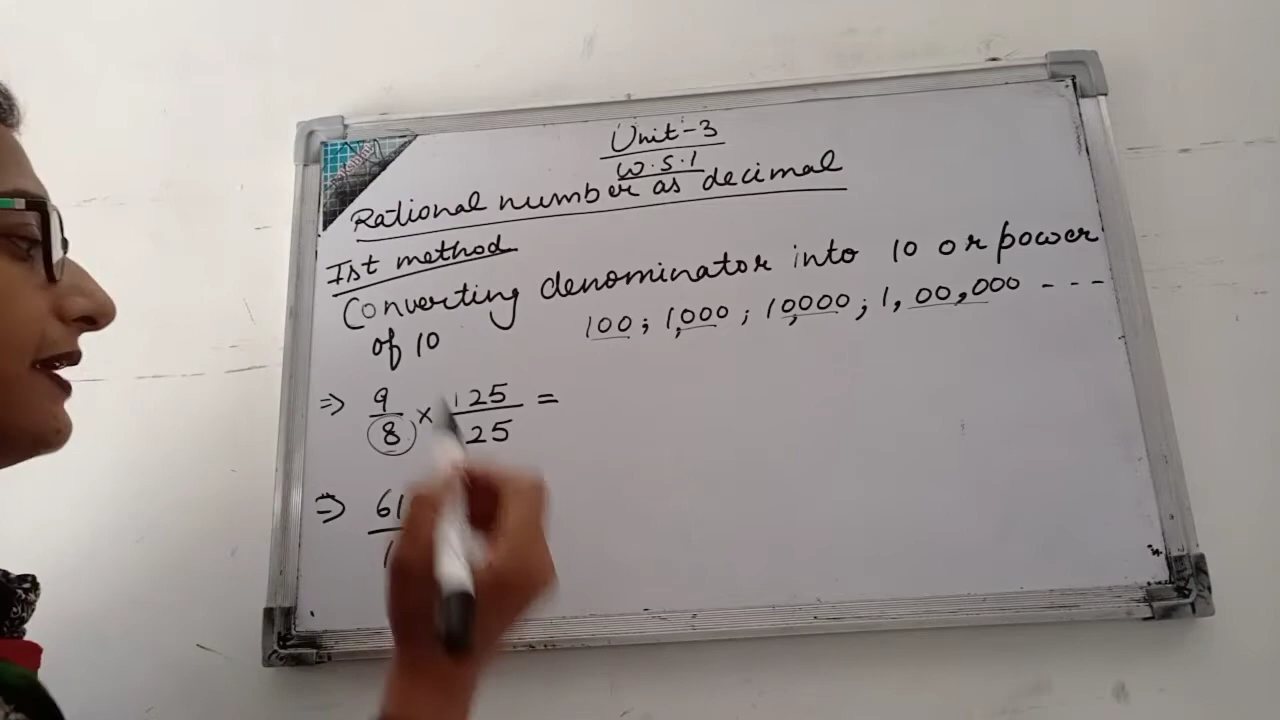 Unit-3
W.S.1
Rational number as decimal
Ist method
Converting denominator into 10 or power
of 10 100; 1,000; 10,000; 1,00,000 ---
⇒ 9/8 × 125/125 =
⇒ 61